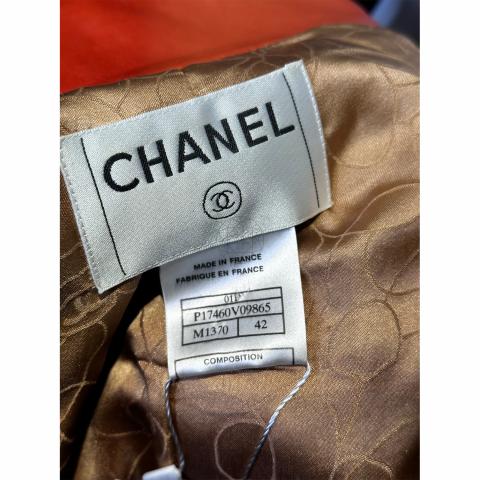 CHANEL
MADE IN FRANCE
FABRIQUE EN FRANCE
01P
P17460V09865
M1370 42
COMPOSITION